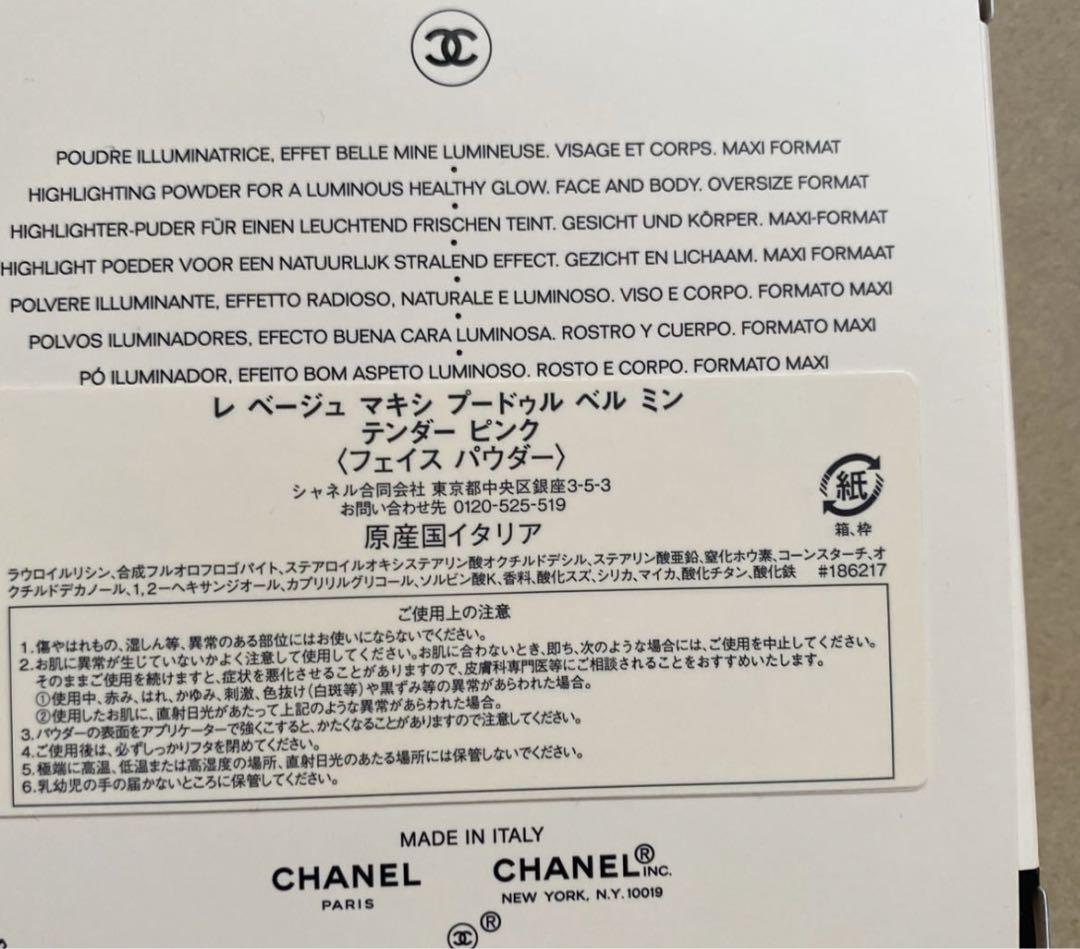 POUDRE ILLUMINATRICE, EFFET BELLE MINE LUMINEUSE. VISAGE ET CORPS. MAXI FORMAT
•
HIGHLIGHTING POWDER FOR A LUMINOUS HEALTHY GLOW. FACE AND BODY. OVERSIZE FORMAT
•
HIGHLIGHTER-PUDER FÜR EINEN LEUCHTEND FRISCHEN TEINT. GESICHT UND KÖRPER. MAXI-FORMAT
•
HIGHLIGHT POEDER VOOR EEN NATUURLIJK STRALEND EFFECT. GEZICHT EN LICHAAM. MAXI FORMAAT
•
POLVERE ILLUMINANTE, EFFETTO RADIOSO, NATURALE E LUMINOSO. VISO E CORPO. FORMATO MAXI
•
POLVOS ILUMINADORES, EFECTO BUENA CARA LUMINOSA. ROSTRO Y CUERPO. FORMATO MAXI
•
PÓ ILUMINADOR, EFEITO BOM ASPETO LUMINOSO. ROSTO E CORPO. FORMATO MAXI
レ ベージュ マキシ プードゥル ベル ミン
テンダー ピンク
〈フェイス パウダー〉
シャネル合同会社 東京都中央区銀座3-5-3
お問い合わせ先 0120-525-519
原産国イタリア
紙
箱、枠
ラウロイルリシン、合成フルオロフロゴパイト、ステアロイルオキシステアリン酸オクチルドデシル、ステアリン酸亜鉛、窒化ホウ素、コーンスターチ、オ
クチルドデカノール、1,2-ヘキサンジオール、カプリリルグリコール、ソルビン酸K、香料、酸化スズ、シリカ、マイカ、酸化チタン、酸化鉄 #186217
ご使用上の注意
1.傷やはれもの、湿しん等、異常のある部位にはお使いにならないでください。
2.お肌に異常が生じていないかよく注意して使用してください。お肌に合わないとき、即ち、次のような場合には、ご使用を中止してください。
そのままご使用を続けますと、症状を悪化させることがありますので、皮膚科専門医等にご相談されることをおすすめいたします。
①使用中、赤み、はれ、かゆみ、刺激、色抜け(白斑等)や黒ずみ等の異常があらわれた場合。
②使用したお肌に、直射日光があたって上記のような異常があらわれた場合。
3.パウダーの表面をアプリケーターで強くこすると、かたくなることがありますので注意してください。
4.ご使用後は、必ずしっかりフタを閉めてください。
5.極端に高温、低温または高湿度の場所、直射日光のあたる場所には保管しないでください。
6.乳幼児の手の届かないところに保管してください。
MADE IN ITALY
CHANEL
PARIS
CHANEL® INC.
NEW YORK, N.Y. 10019
®